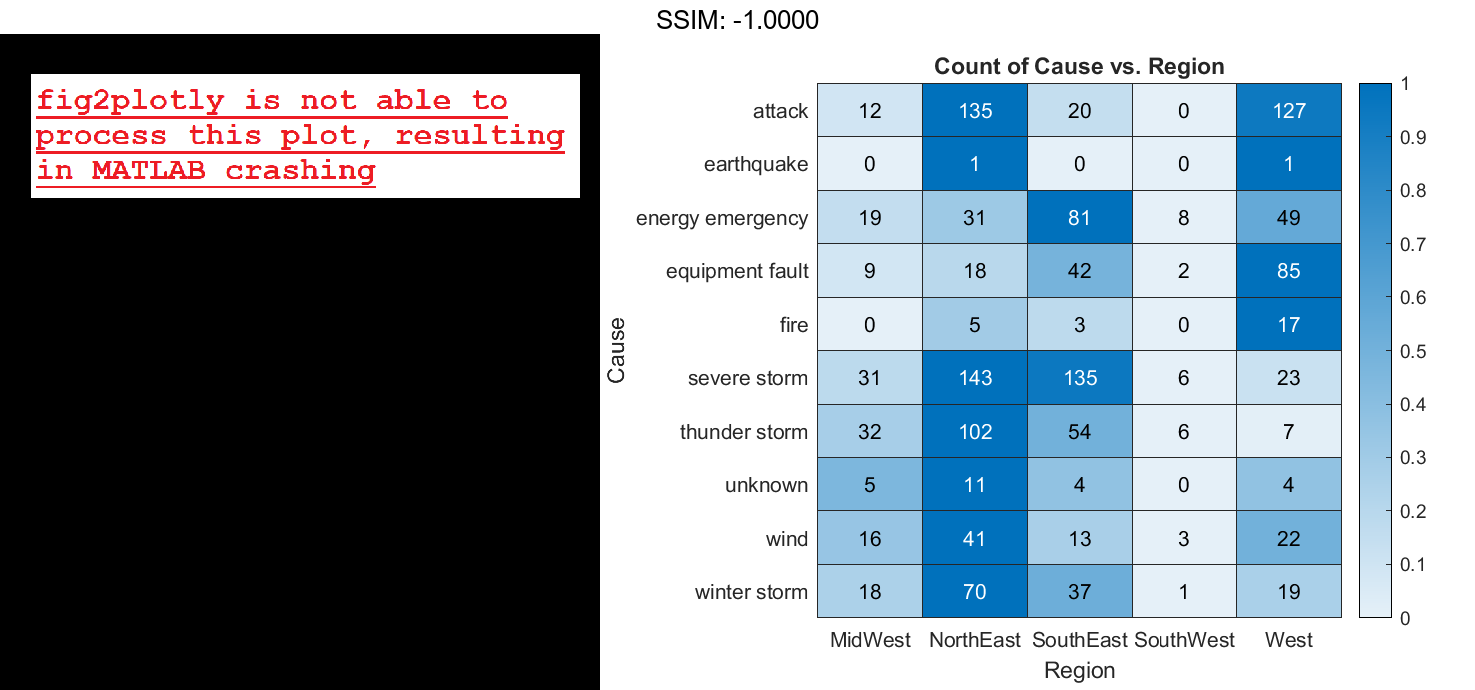 SSIM: -1.0000
fig2plotly is not able to
process this plot, resulting
in MATLAB crashing
Count of Cause vs. Region
Cause
attack 12 135 20 0 127
earthquake 0 1 0 0 1
energy emergency 19 31 81 8 49
equipment fault 9 18 42 2 85
fire 0 5 3 0 17
severe storm 31 143 135 6 23
thunder storm 32 102 54 6 7
unknown 5 11 4 0 4
wind 16 41 13 3 22
winter storm 18 70 37 1 19
MidWest NorthEast SouthEast SouthWest West
Region
1
0.9
0.8
0.7
0.6
0.5
0.4
0.3
0.2
0.1
0